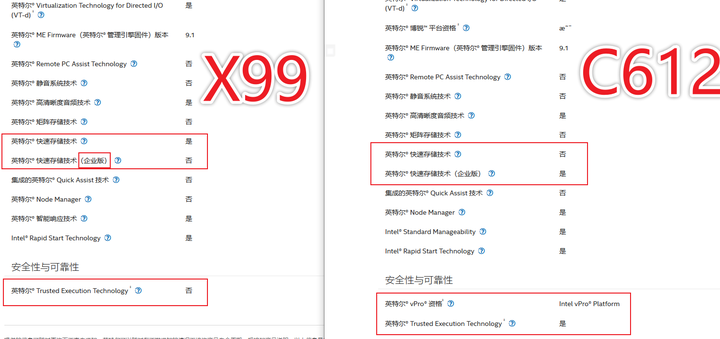 英特尔® Virtualization Technology for Directed I/O
(VT-d) ‡
是
英特尔® ME Firmware（英特尔® 管理引擎固件）版本
9.1
英特尔® Remote PC Assist Technology
否
英特尔® 静音系统技术
否
英特尔® 高清晰度音频技术
是
英特尔® 矩阵存储技术
否
英特尔® 快速存储技术
是
英特尔® 快速存储技术（企业版）
否
集成的英特尔® Quick Assist 技术
否
英特尔® Node Manager
否
英特尔® 智能响应技术
是
Intel® Rapid Start Technology
是
安全性与可靠性
英特尔® Trusted Execution Technology ‡
否
X99
(VT-d) ‡
是
英特尔® 博锐™ 平台资格 ‡
英特尔® ME Firmware（英特尔® 管理引擎固件）版本
9.1
英特尔® Remote PC Assist Technology
否
英特尔® 静音系统技术
否
英特尔® 高清晰度音频技术
是
英特尔® 矩阵存储技术
否
英特尔® 快速存储技术
否
英特尔® 快速存储技术（企业版）
是
集成的英特尔® Quick Assist 技术
否
英特尔® Node Manager
是
Intel® Standard Manageability
是
Intel® Rapid Start Technology
是
安全性与可靠性
英特尔® vPro® 资格 ‡
Intel vPro® Platform
英特尔® Trusted Execution Technology ‡
是
C612